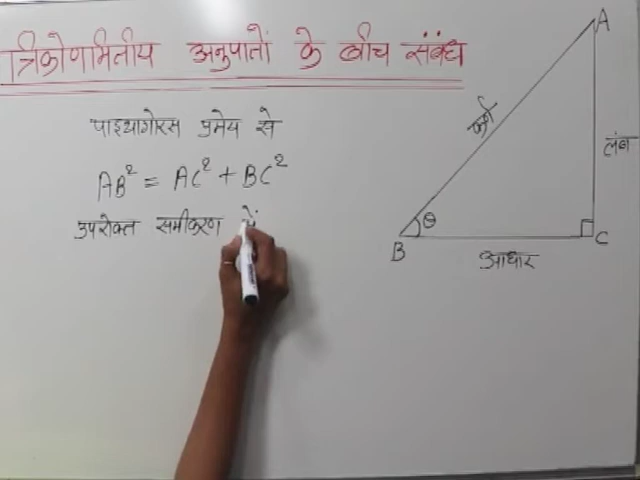 त्रिकोणमितीय अनुपातों के बीच संबंध
पाइथागोरस प्रमेय से
AB² = AC² + BC²
उपरोक्त समीकरण में
A
कर्ण
लंब
θ
B
C
आधार